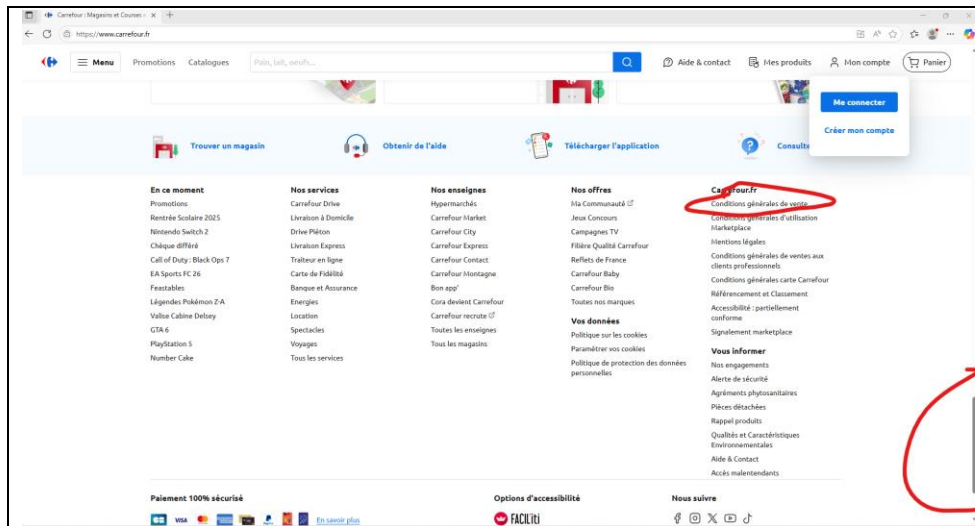 Carrefour : Magasins et Courses
https://www.carrefour.fr
Menu
Promotions
Catalogues
Pain, lait, oeufs...
Aide & contact
Mes produits
Mon compte
Panier
Me connecter
Créer mon compte
Trouver un magasin
Obtenir de l'aide
Télécharger l'application
Consulte
En ce moment
Promotions
Rentrée Scolaire 2025
Nintendo Switch 2
Chèque différé
Call of Duty : Black Ops 7
EA Sports FC 26
Feastables
Légendes Pokémon Z-A
Valise Cabine Delsey
GTA 6
PlayStation 5
Number Cake
Nos services
Carrefour Drive
Livraison à Domicile
Drive Piéton
Livraison Express
Traiteur en ligne
Carte de Fidélité
Banque et Assurance
Energies
Location
Spectacles
Voyages
Tous les services
Nos enseignes
Hypermarchés
Carrefour Market
Carrefour City
Carrefour Express
Carrefour Contact
Carrefour Montagne
Bon app'
Cora devient Carrefour
Carrefour recrute
Toutes les enseignes
Tous les magasins
Nos offres
Ma Communauté
Jeux Concours
Campagnes TV
Filière Qualité Carrefour
Reflets de France
Carrefour Baby
Carrefour Bio
Toutes nos marques
Vos données
Politique sur les cookies
Paramétrer vos cookies
Politique de protection des données
personnelles
Carrefour.fr
Conditions générales de vente
Conditions générales d'utilisation
Marketplace
Mentions légales
Conditions générales de ventes aux
clients professionnels
Conditions générales carte Carrefour
Référencement et Classement
Accessibilité : partiellement
conforme
Signalement marketplace
Vous informer
Nos engagements
Alerte de sécurité
Agréments phytosanitaires
Pièces détachées
Rappel produits
Qualités et Caractéristiques
Environnementales
Aide & Contact
Accès malentendants
Paiement 100% sécurisé
VISA
En savoir plus
Options d'accessibilité
FACIL'iti
Nous suivre